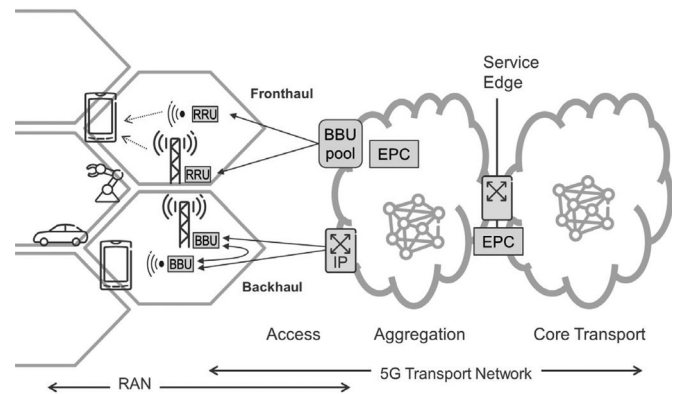 Service
Edge
Fronthaul
RRU
BBU
pool
EPC
RRU
BBU
BBU
IP
EPC
Backhaul
Access
Aggregation
Core Transport
5G Transport Network
RAN